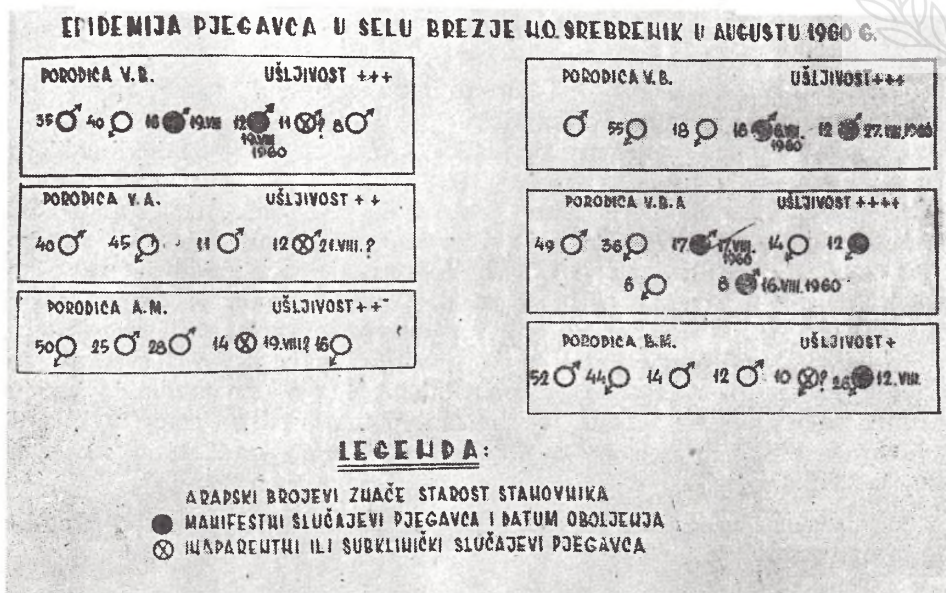 EPIDEMIJA PJEGAVCA U SELU BREZJE N.O. SREBRENIK U AUGUSTU 1960 G.
PORODICA V.R. UŠLJIVOST +++
35 40 16 19.VIII 12 11 ? 8
19.VIII
1960
PORODICA V.A. UŠLJIVOST ++
40 45 11 12 21.VIII.?
PORODICA A.M. UŠLJIVOST ++
50 25 28 14 19.VIII? 16
PORODICA V.B. UŠLJIVOST +++
55 18 16 6.VIII. 12 27.VIII.1960
1960
PORODICA V.B.A UŠLJIVOST ++++
49 36 17 17.VIII. 14 12
1960
6 8 16.VIII.1960
PORODICA B.M. UŠLJIVOST +
52 44 14 12 10 ? 26 12.VIII.
LEGENDA:
ARAPSKI BROJEVI ZNAČE STAROST STANOVNIKA
MANIFESTNI SLUČAJEVI PJEGAVCA I DATUM OBOLJENJA
INAPARENTNI ILI SUBKLINIČKI SLUČAJEVI PJEGAVCA